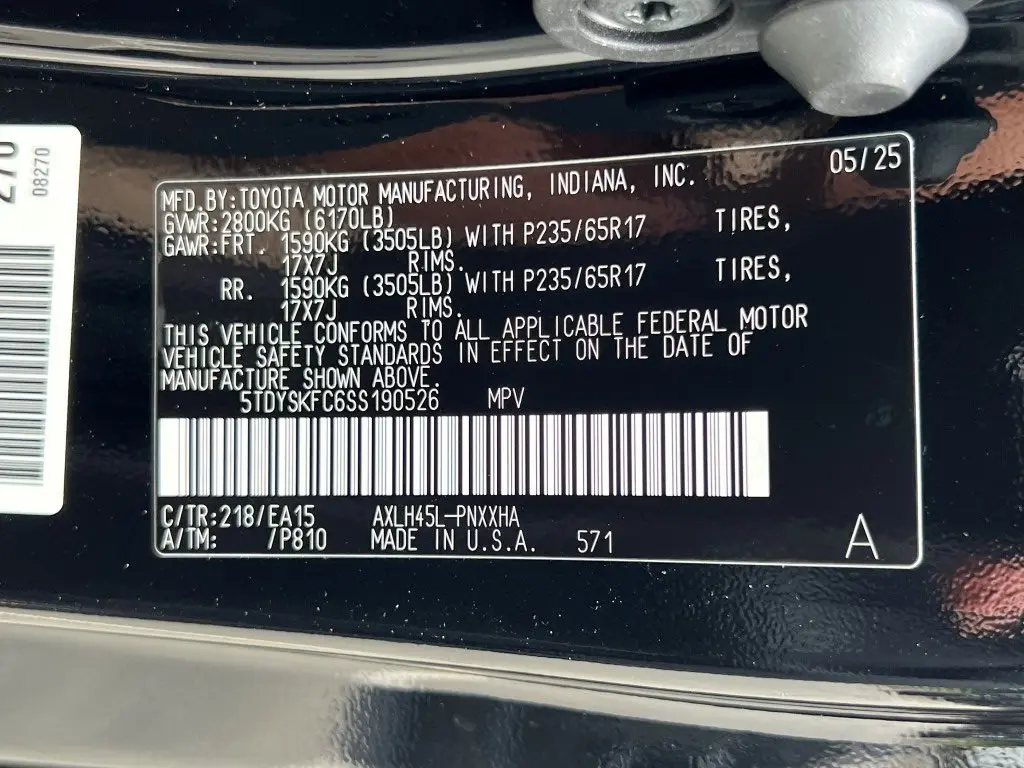 270
08270
05/25
MFD.BY:TOYOTA MOTOR MANUFACTURING, INDIANA, INC.
GVWR:2800KG (6170LB)
GAWR:FRT. 1590KG (3505LB) WITH P235/65R17 TIRES,
17X7J RIMS.
RR. 1590KG (3505LB) WITH P235/65R17 TIRES,
17X7J RIMS.
THIS VEHICLE CONFORMS TO ALL APPLICABLE FEDERAL MOTOR
VEHICLE SAFETY STANDARDS IN EFFECT ON THE DATE OF
MANUFACTURE SHOWN ABOVE.
5TDYSKFC6SS190526 MPV
C/TR:218/EA15 AXLH45L-PNXXHA
A/TM: /P810 MADE IN U.S.A. 571
A